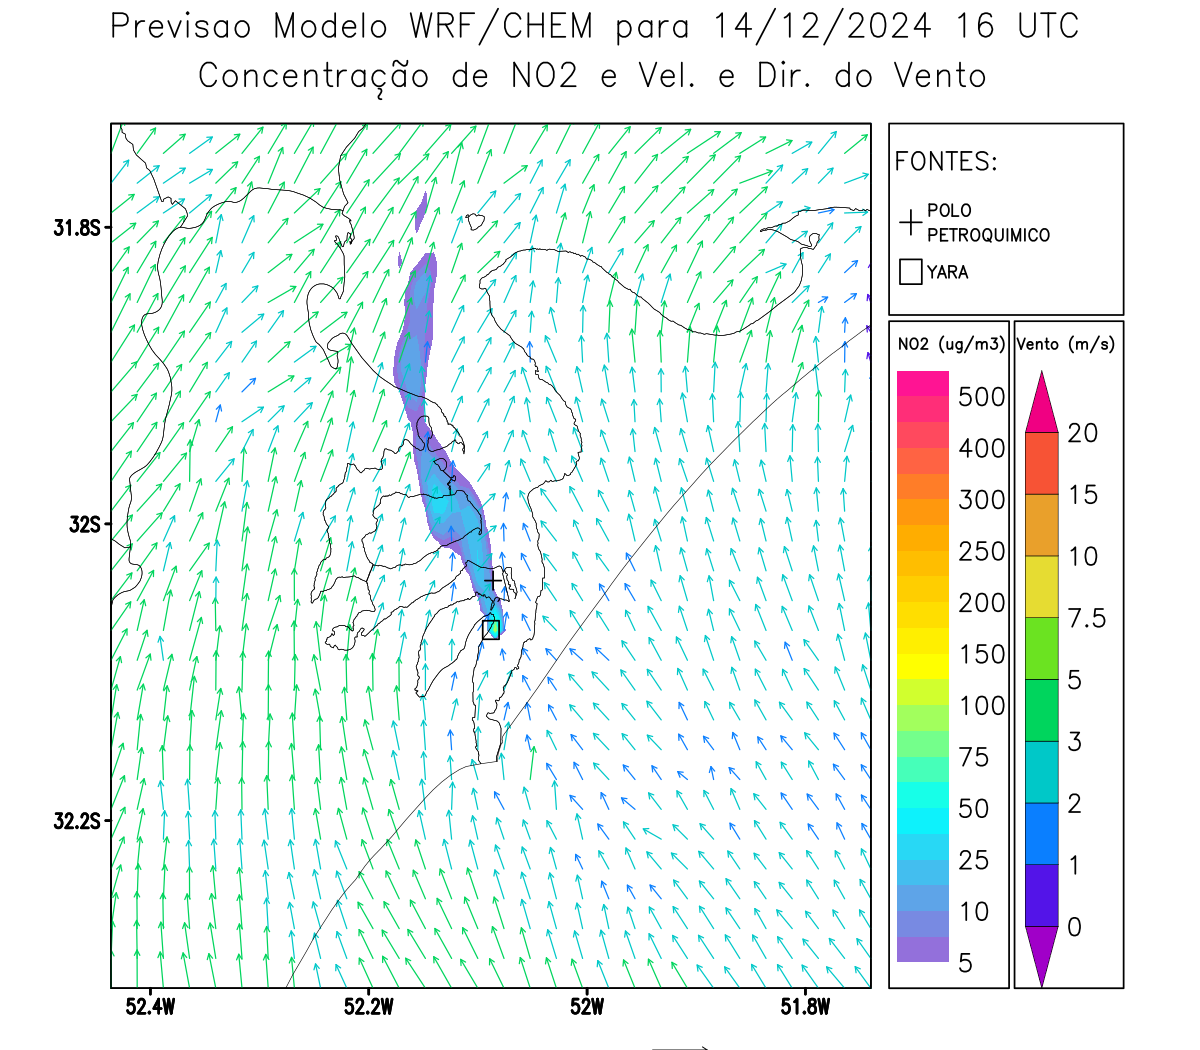 Previsao Modelo WRF/CHEM para 14/12/2024 16 UTC
Concentração de NO2 e Vel. e Dir. do Vento
FONTES:
POLO
PETROQUIMICO
YARA
NO2 (ug/m3)
500
400
300
250
200
150
100
75
50
25
10
5
Vento (m/s)
20
15
10
7.5
5
3
2
1
0
31.8S
32S
32.2S
52.4W
52.2W
52W
51.8W